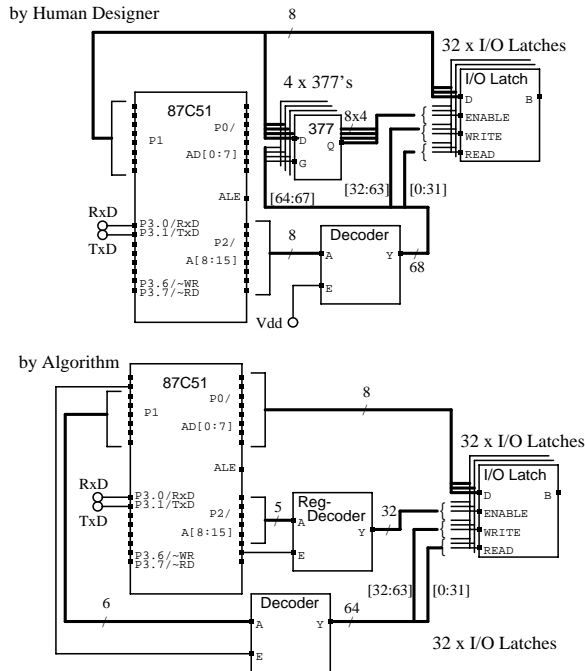 by Human Designer
8
32 x I/O Latches
87C51
P1
P0/
AD[0:7]
ALE
RxD
TxD
P3.0/RxD
P3.1/TxD
P2/
A[8:15]
P3.6/~WR
P3.7/~RD
4 x 377's
377
D
Q
G
8x4
I/O Latch
D
B
ENABLE
WRITE
READ
[64:67]
[32:63]
[0:31]
8
Decoder
A
Y
E
68
Vdd
by Algorithm
87C51
P1
P0/
AD[0:7]
ALE
RxD
TxD
P3.0/RxD
P3.1/TxD
P2/
A[8:15]
P3.6/~WR
P3.7/~RD
8
32 x I/O Latches
I/O Latch
D
B
ENABLE
WRITE
READ
5
Reg-
Decoder
A
Y
E
32
[32:63]
[0:31]
6
Decoder
A
Y
E
64
32 x I/O Latches